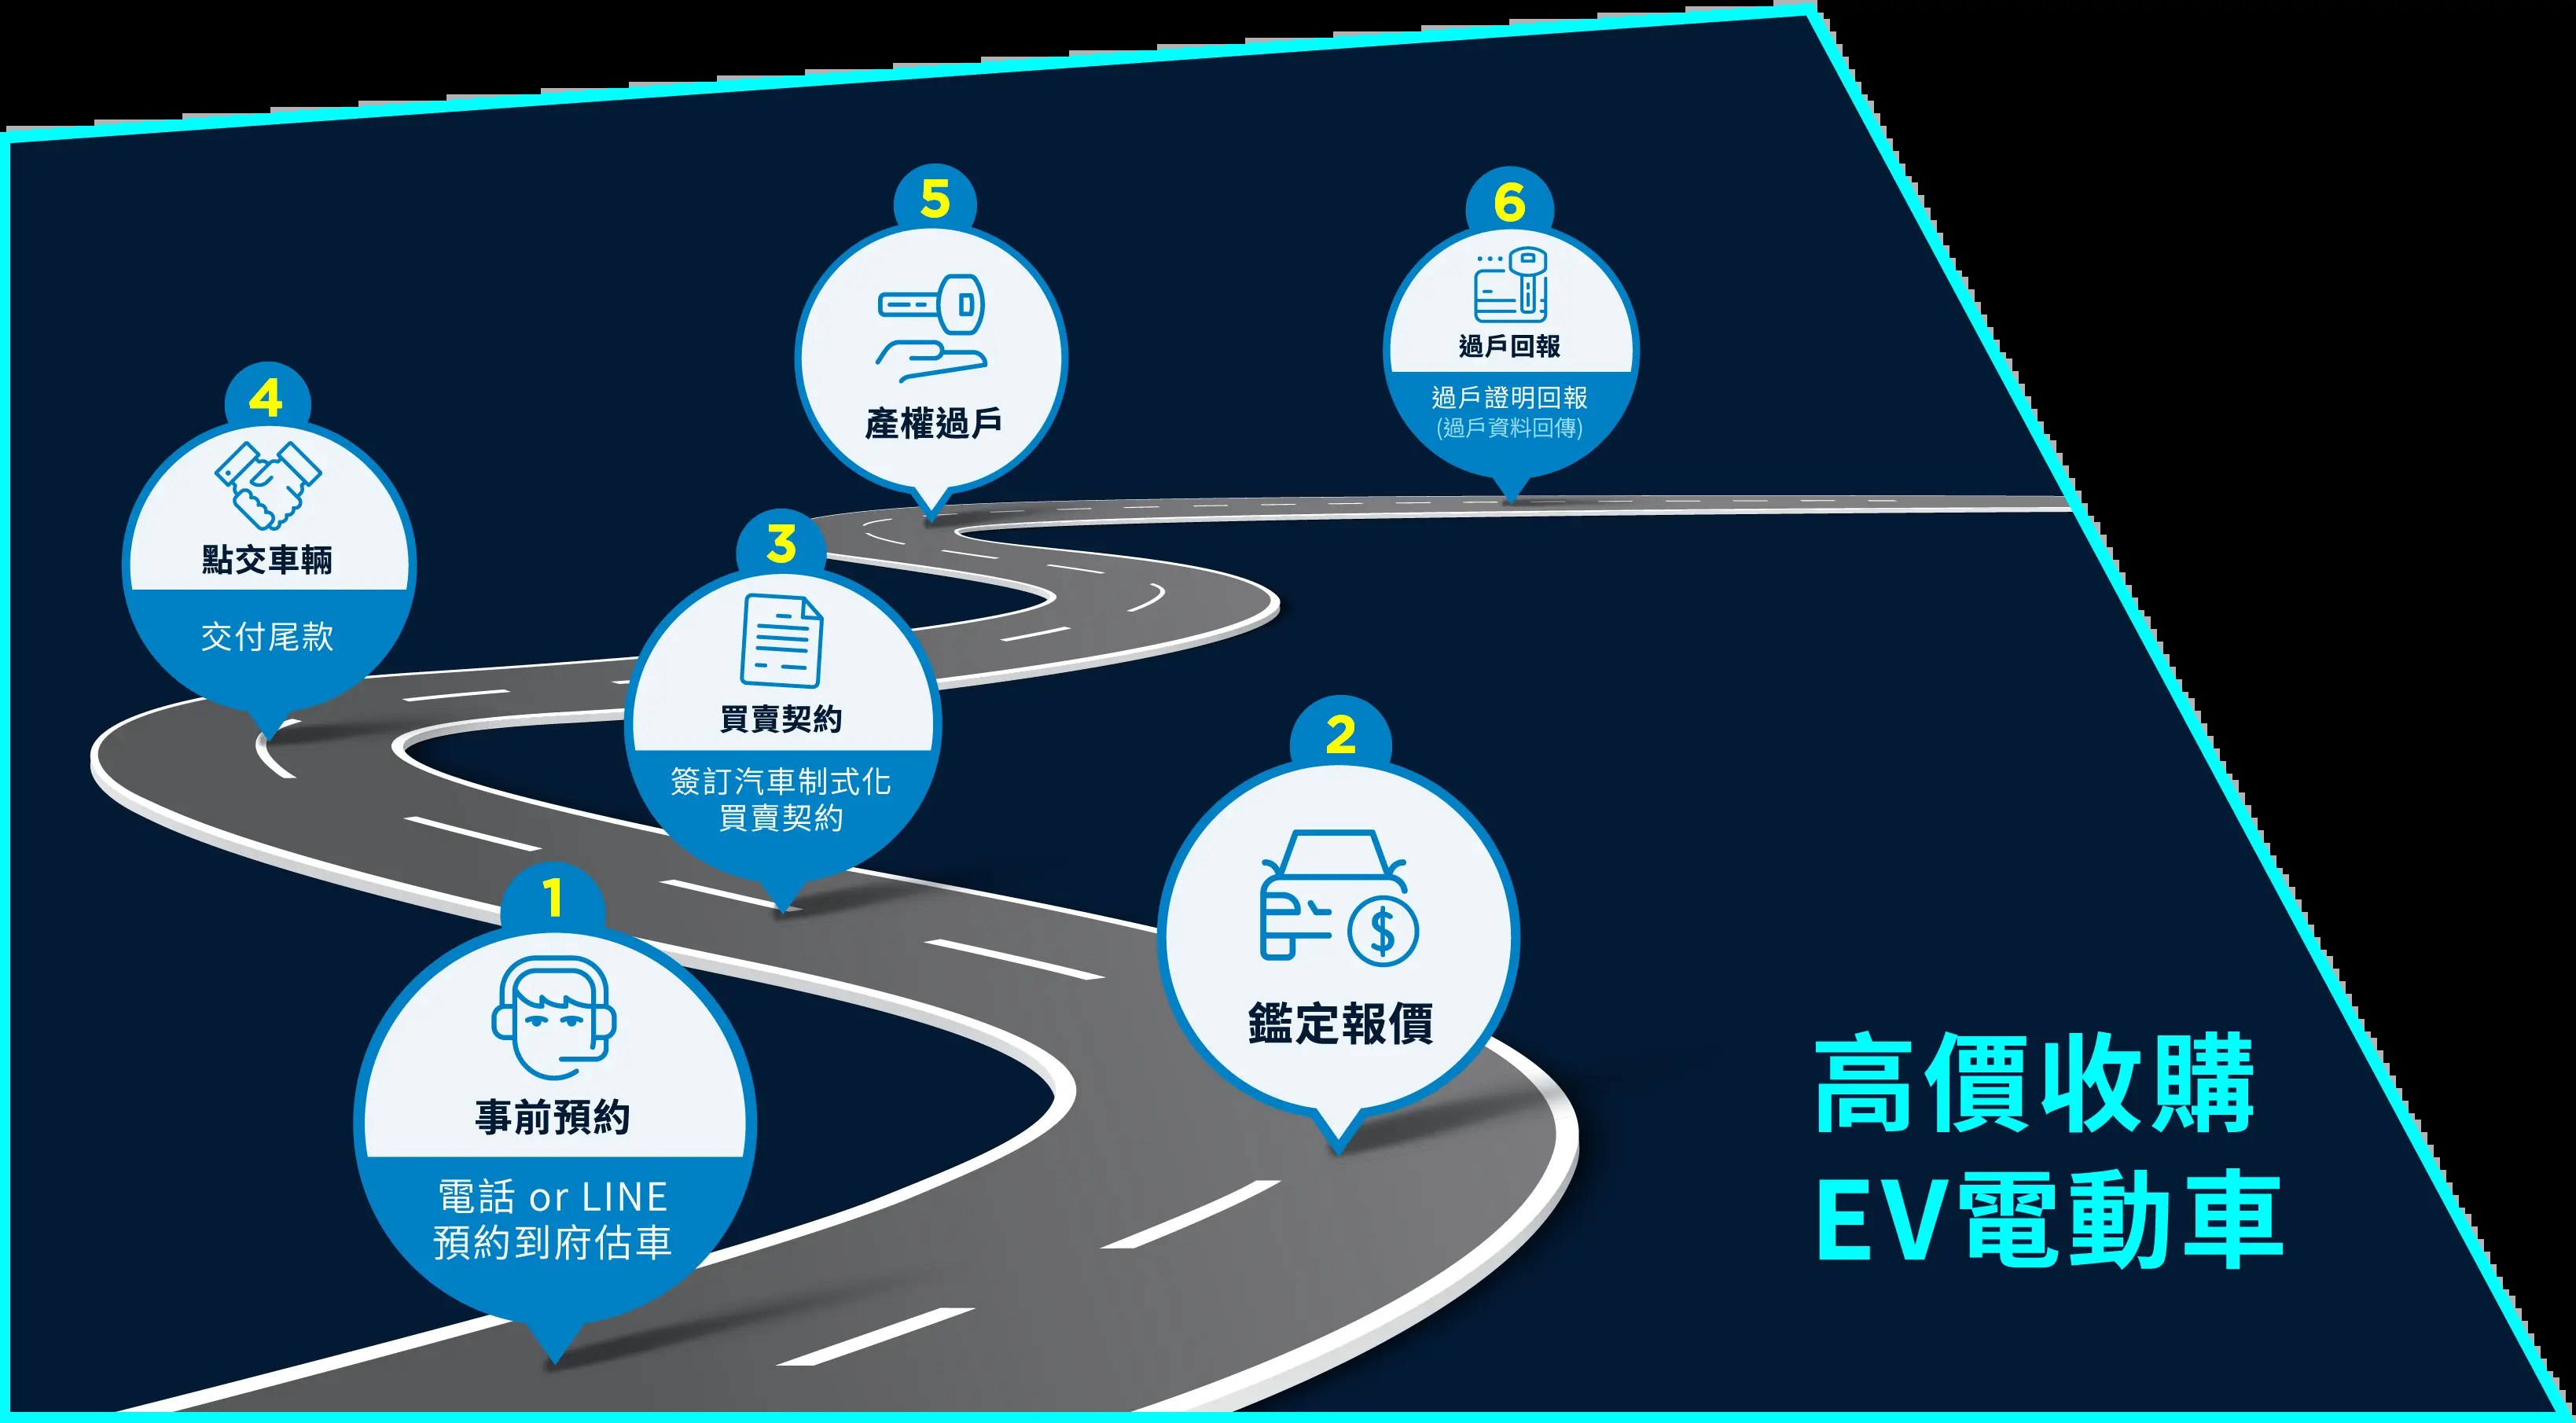 1
事前預約
電話 or LINE
預約到府估車
2
鑑定報價
3
買賣契約
簽訂汽車制式化
買賣契約
4
點交車輛
交付尾款
5
產權過戶
6
過戶回報
過戶證明回報
(過戶資料回傳)
高價收購
EV電動車